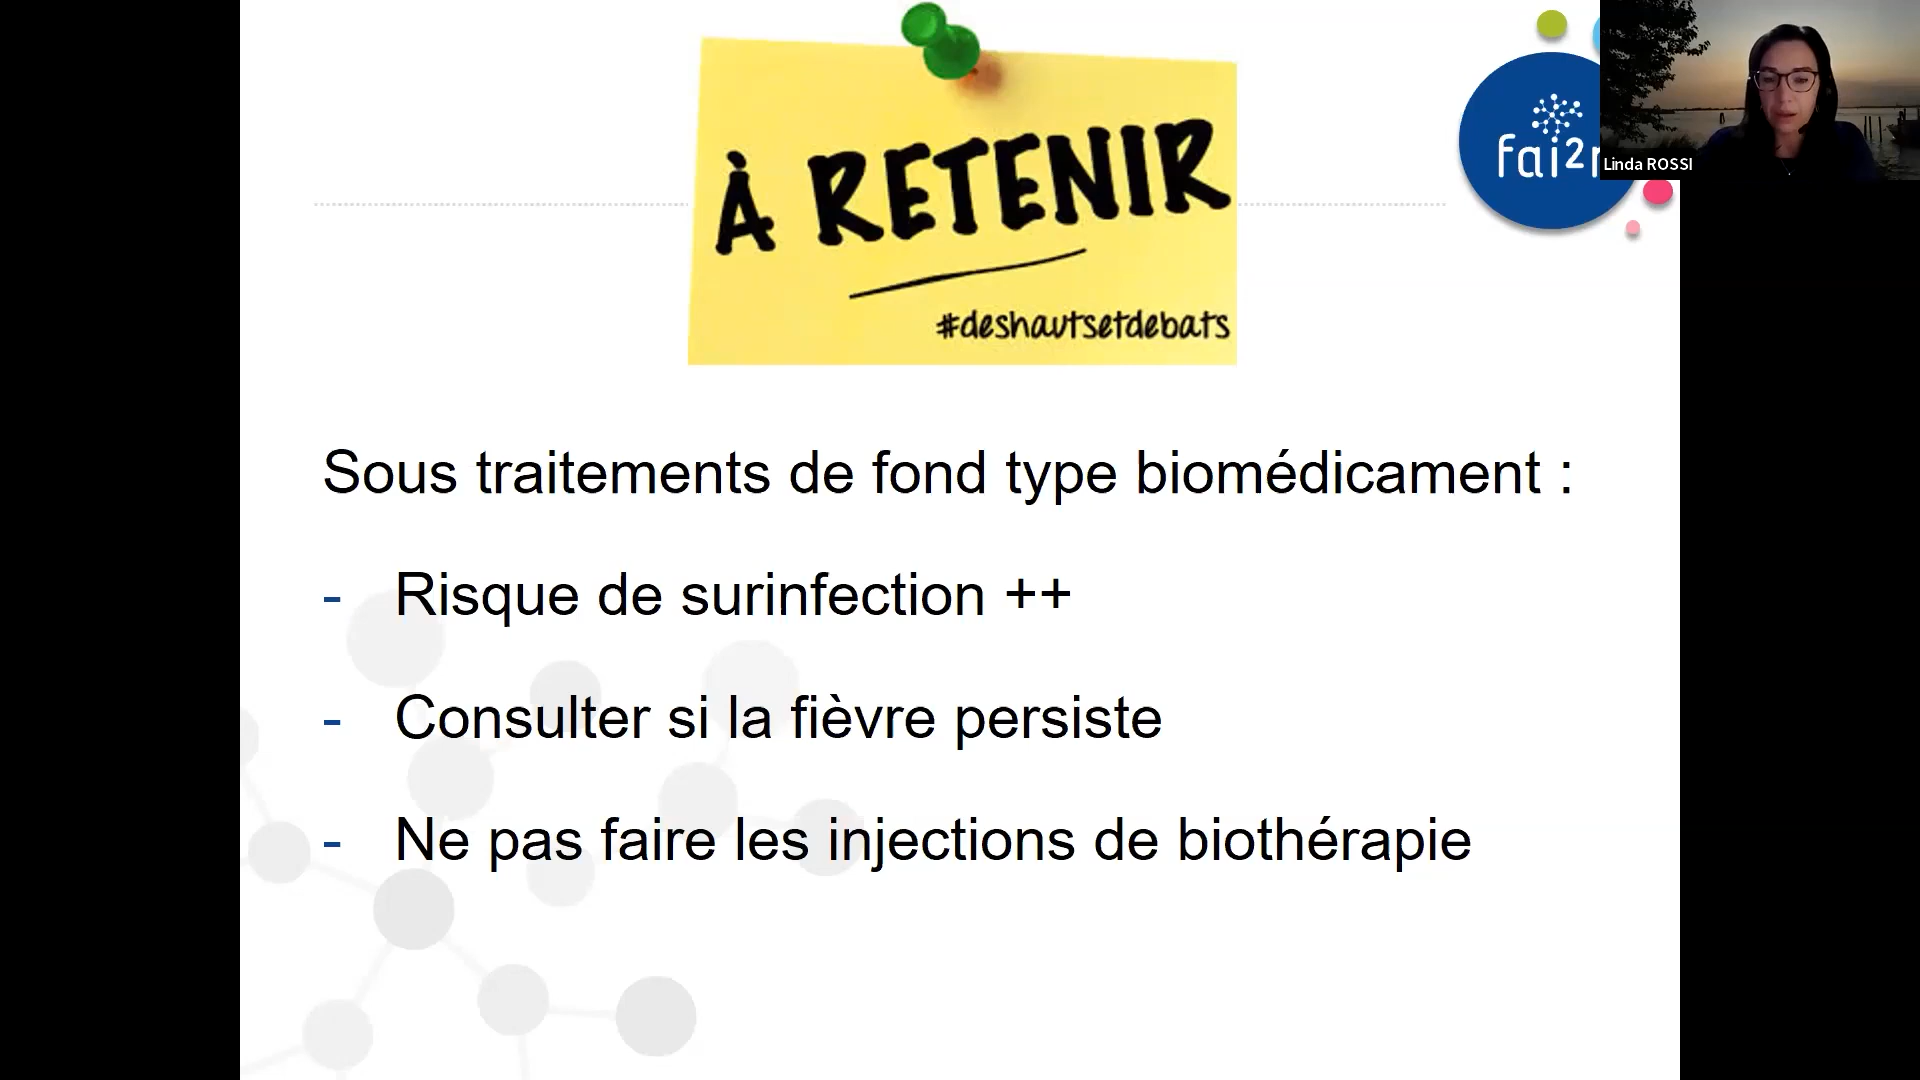 À RETENIR
#deshautsetdebats
fai2r
Linda ROSSI
Sous traitements de fond type biomédicament :
- Risque de surinfection ++
- Consulter si la fièvre persiste
- Ne pas faire les injections de biothérapie